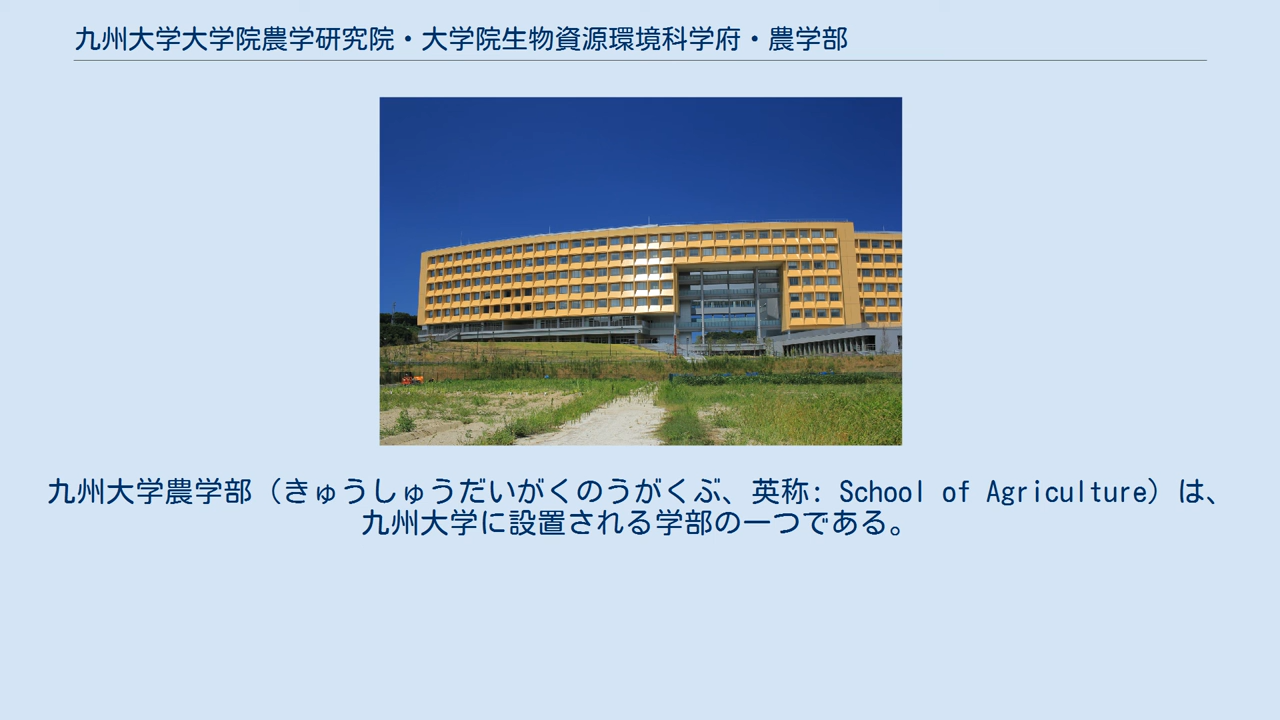 九州大学大学院農学研究院・大学院生物資源環境科学府・農学部
九州大学農学部（きゅうしゅうだいがくのうがくぶ、英称: School of Agriculture）は、
九州大学に設置される学部の一つである。